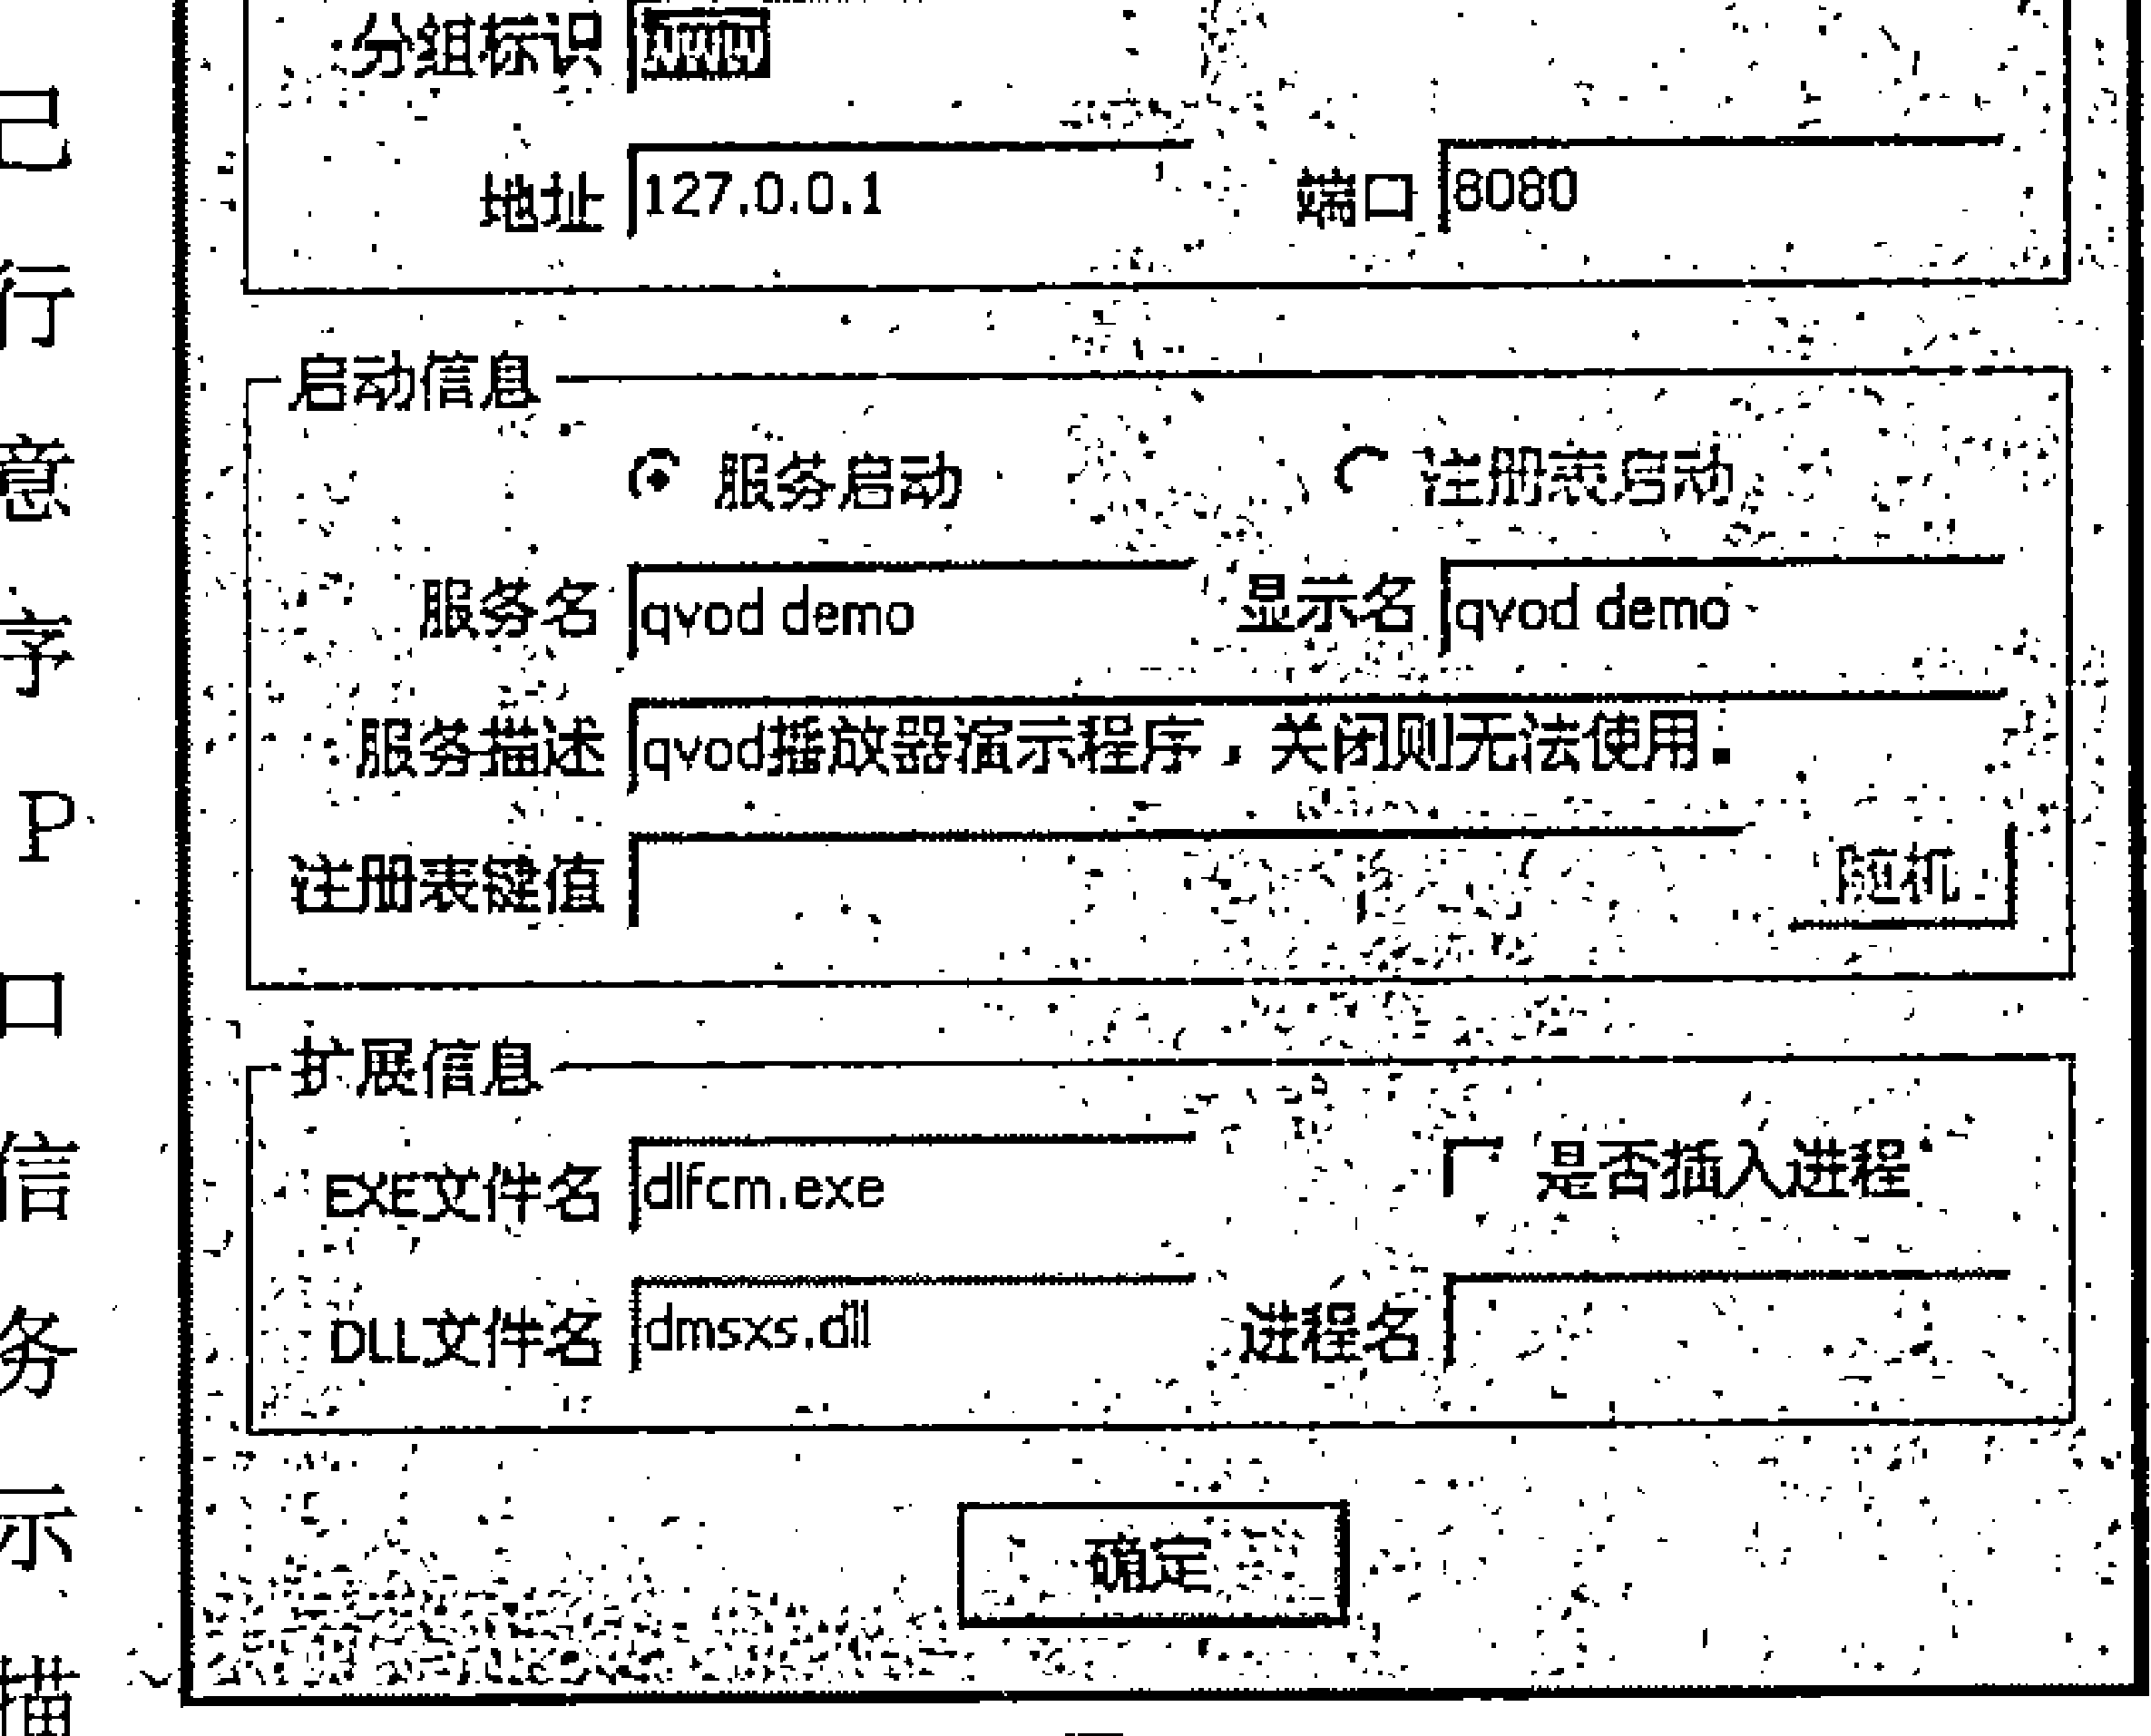 分组标识 www
地址 127.0.0.1 端口 8080
启动信息
服务启动 注册表启动
服务名 qvod demo 显示名 qvod demo
服务描述 qvod播放器演示程序，关闭则无法使用。
注册表键值 随机
扩展信息
EXE文件名 dlfcm.exe 是否插入进程
DLL文件名 dmsxs.dll 进程名
确定
己
行
意
字
P
口
信
务
示
描